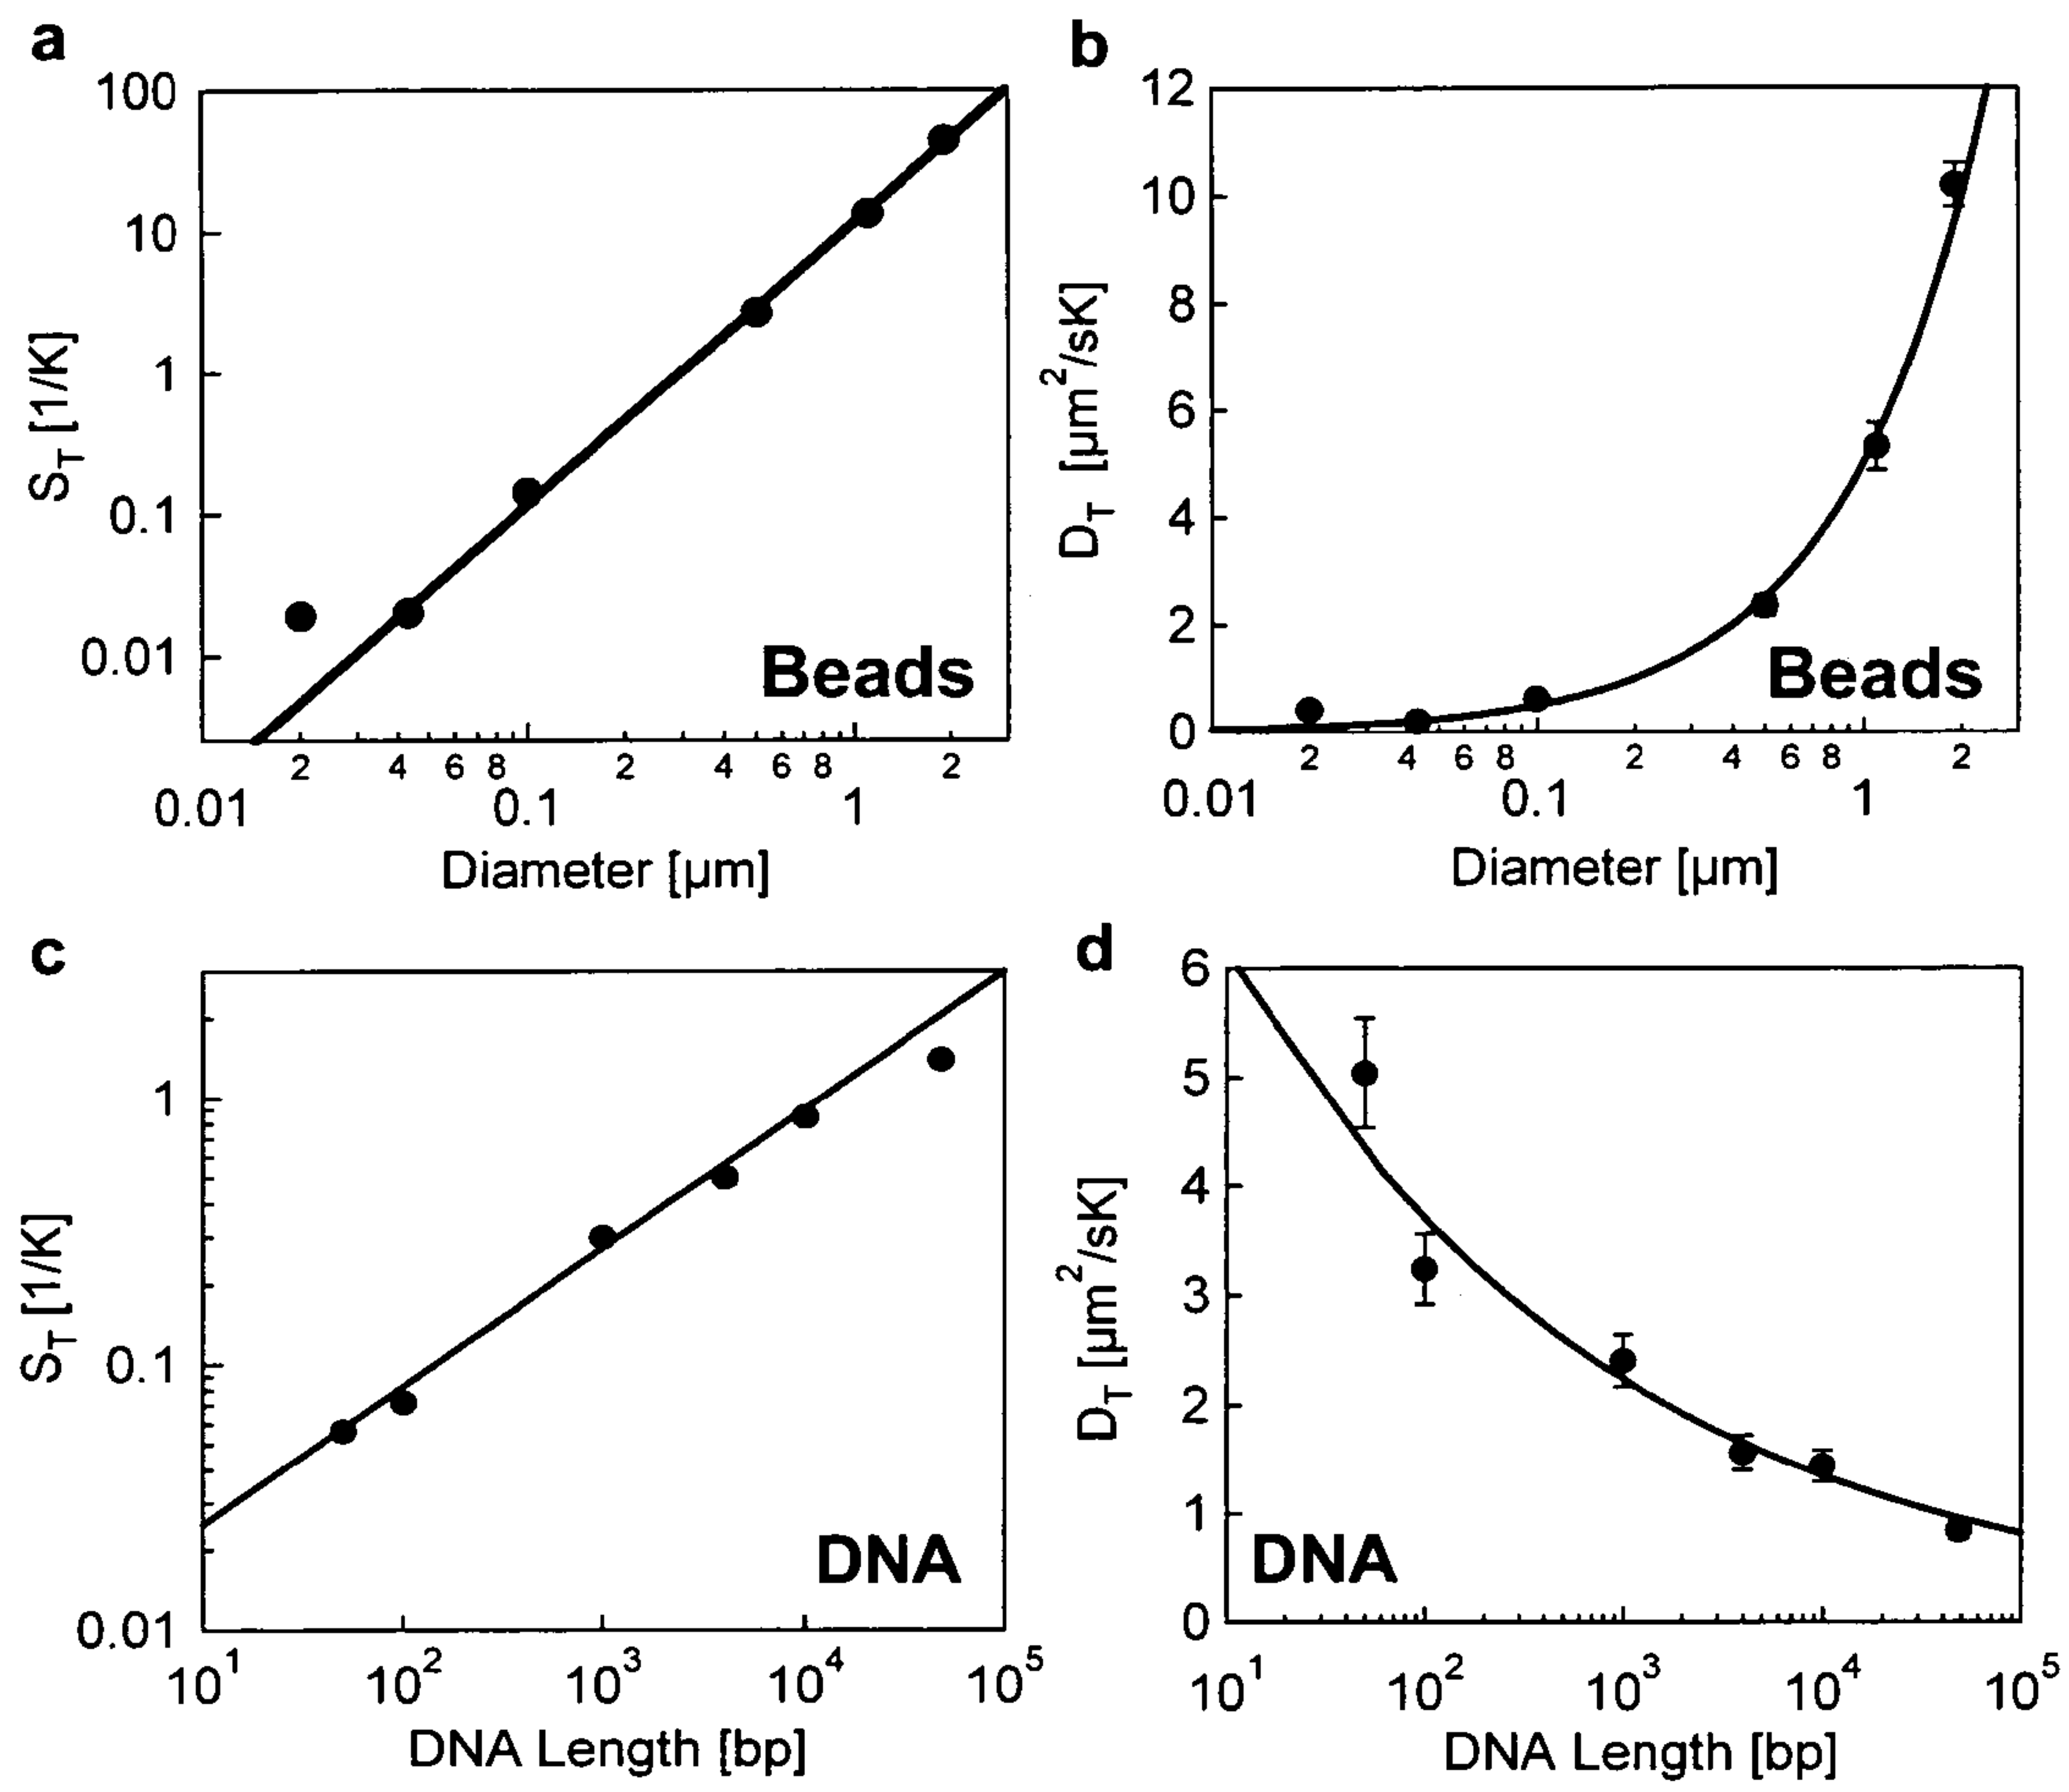 a
100
10
1
0.1
0.01
S_T [1/K]
Beads
2 4 6 8 2 4 6 8 2
0.01 0.1 1
Diameter [µm]
b
12
10
8
6
4
2
0
D_T [µm²/sK]
Beads
2 4 6 8 2 4 6 8 2
0.01 0.1 1
Diameter [µm]
c
1
0.1
0.01
S_T [1/K]
DNA
10¹ 10² 10³ 10⁴ 10⁵
DNA Length [bp]
d
6
5
4
3
2
1
0
D_T [µm²/sK]
DNA
10¹ 10² 10³ 10⁴ 10⁵
DNA Length [bp]